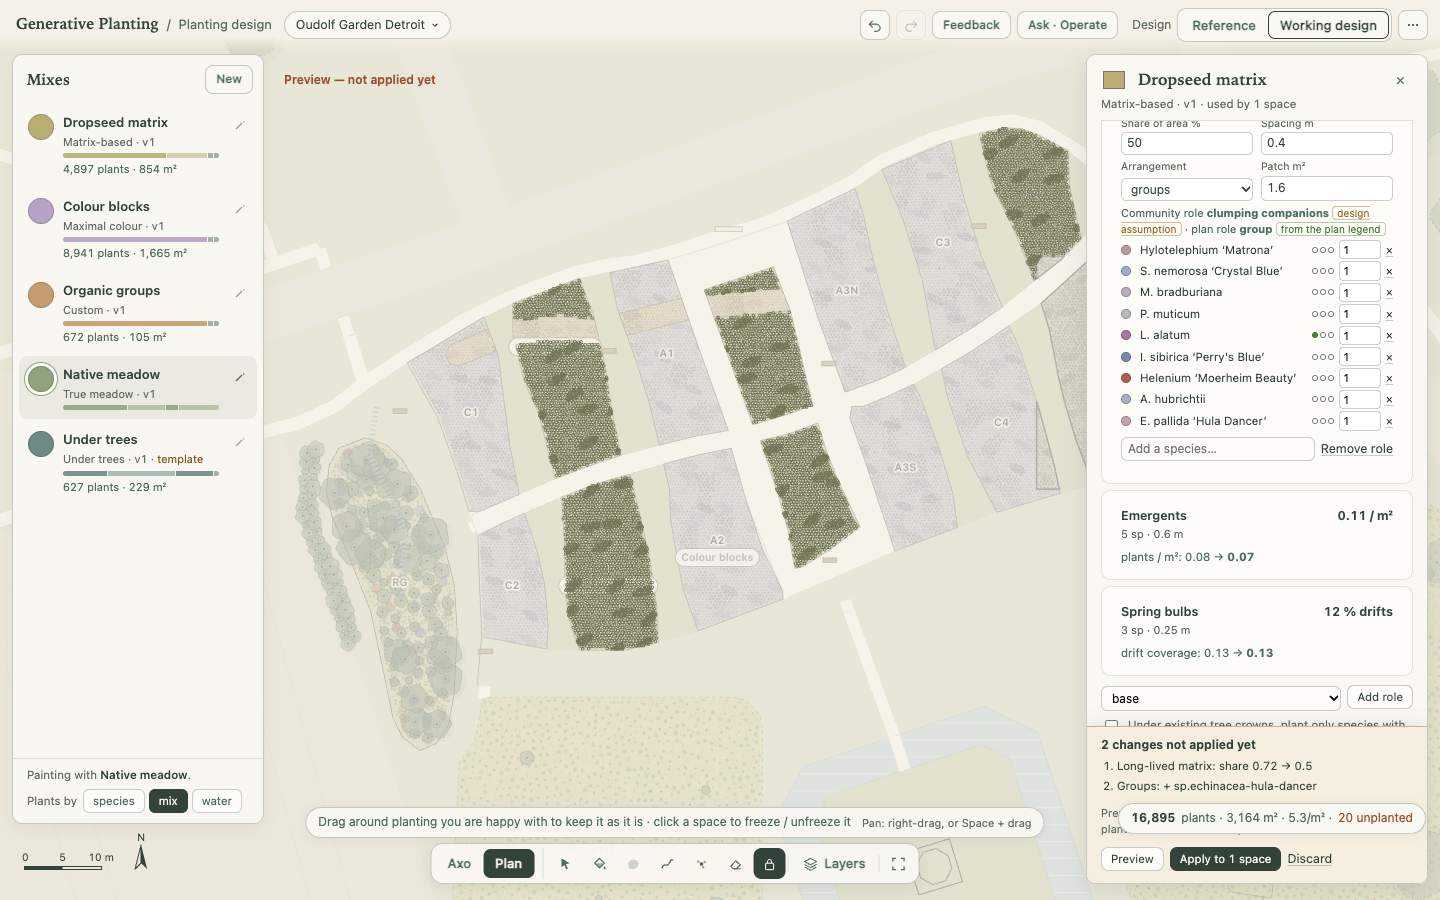 Generative Planting / Planting design
Oudolf Garden Detroit
Feedback
Ask · Operate
Design
Reference
Working design
Mixes
New
Dropseed matrix
Matrix-based · v1
4,897 plants · 854 m²
Colour blocks
Maximal colour · v1
8,941 plants · 1,665 m²
Organic groups
Custom · v1
672 plants · 105 m²
Native meadow
True meadow · v1
Under trees
Under trees · v1 · template
627 plants · 229 m²
Painting with Native meadow.
Plants by species mix water
Preview — not applied yet
C1
A1
A3N
C3
C4
A3S
A2
Colour blocks
C2
RG
Drag around planting you are happy with to keep it as it is · click a space to freeze / unfreeze it Pan: right-drag, or Space + drag
0 5 10 m
N
Axo
Plan
Layers
Dropseed matrix
×
Matrix-based · v1 · used by 1 space
Share of area % Spacing m
50 0.4
Arrangement Patch m²
groups 1.6
Community role clumping companions design
assumption · plan role group from the plan legend
Hylotelephium ‘Matrona’ 1 ×
S. nemorosa ‘Crystal Blue’ 1 ×
M. bradburiana 1 ×
P. muticum 1 ×
L. alatum 1 ×
I. sibirica ‘Perry's Blue’ 1 ×
Helenium ‘Moerheim Beauty’ 1 ×
A. hubrichtii 1 ×
E. pallida ‘Hula Dancer’ 1 ×
Add a species… Remove role
Emergents 0.11 / m²
5 sp · 0.6 m
plants / m²: 0.08 → 0.07
Spring bulbs 12 % drifts
3 sp · 0.25 m
drift coverage: 0.13 → 0.13
base Add role
Under existing tree crowns, plant only species with
2 changes not applied yet
1. Long-lived matrix: share 0.72 → 0.5
2. Groups: + sp.echinacea-hula-dancer
16,895 plants · 3,164 m² · 5.3/m² · 20 unplanted
Preview Apply to 1 space Discard